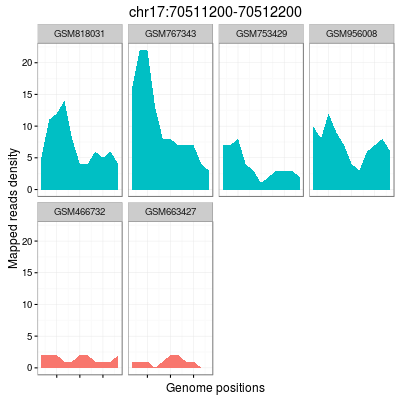 chr17:70511200-70512200
GSM818031 GSM767343 GSM753429 GSM956008
20
15
10
5
0
GSM466732 GSM663427
20
15
10
5
0
Mapped reads density
Genome positions